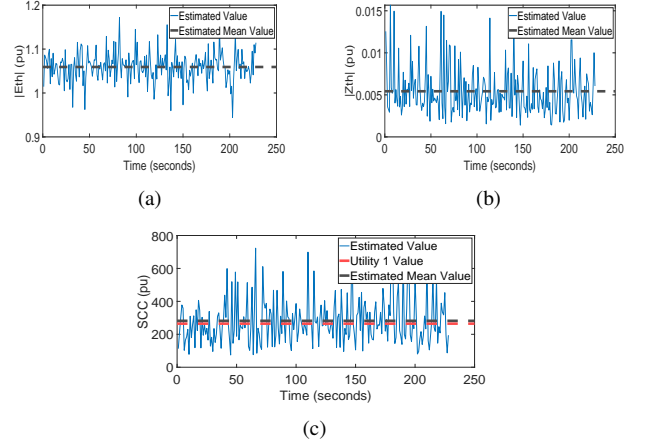 1.2
1.1
1
0.9
|Eth| (pu)
Estimated Value
Estimated Mean Value
0 50 100 150 200 250
Time (seconds)
(a)
0.015
0.01
0.005
0
|Zth| (pu)
Estimated Value
Estimated Mean Value
0 50 100 150 200 250
Time (seconds)
(b)
800
600
400
200
0
SCC (pu)
Estimated Value
Utility 1 Value
Estimated Mean Value
0 50 100 150 200 250
Time (seconds)
(c)